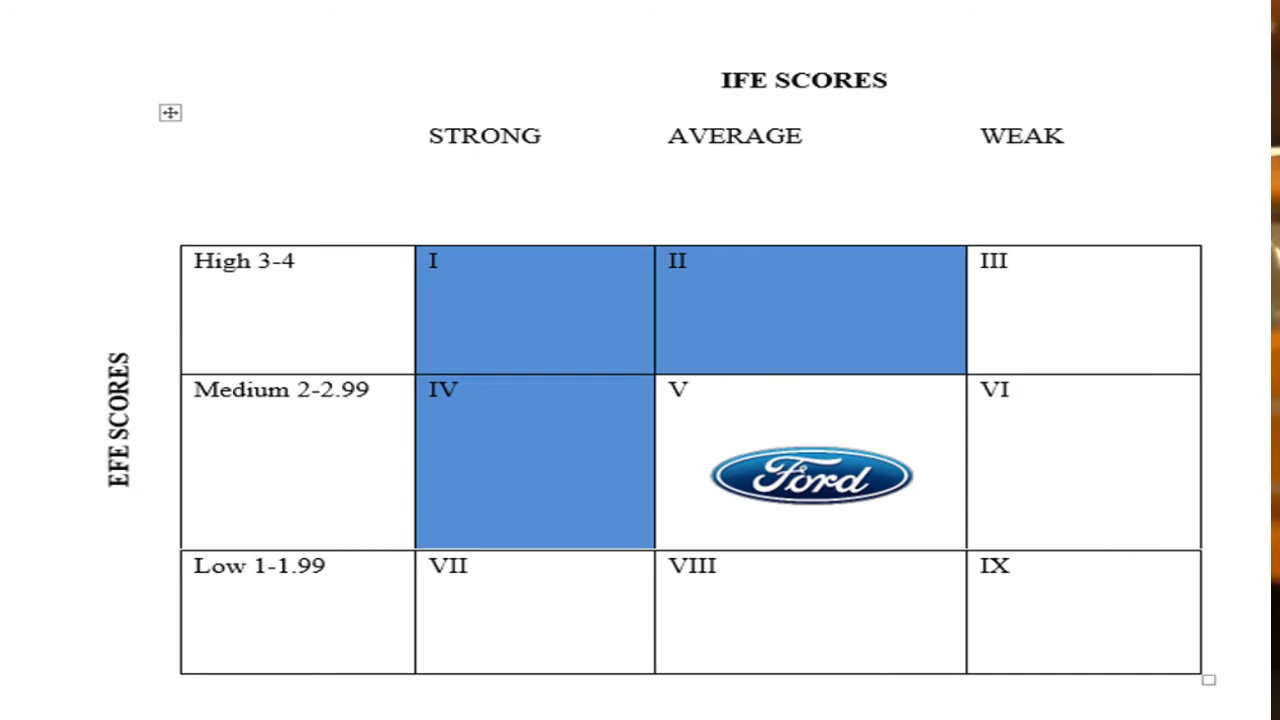 IFE SCORES
STRONG AVERAGE WEAK
High 3-4 I II III
EFE SCORES
Medium 2-2.99 IV V VI
Ford
Low 1-1.99 VII VIII IX